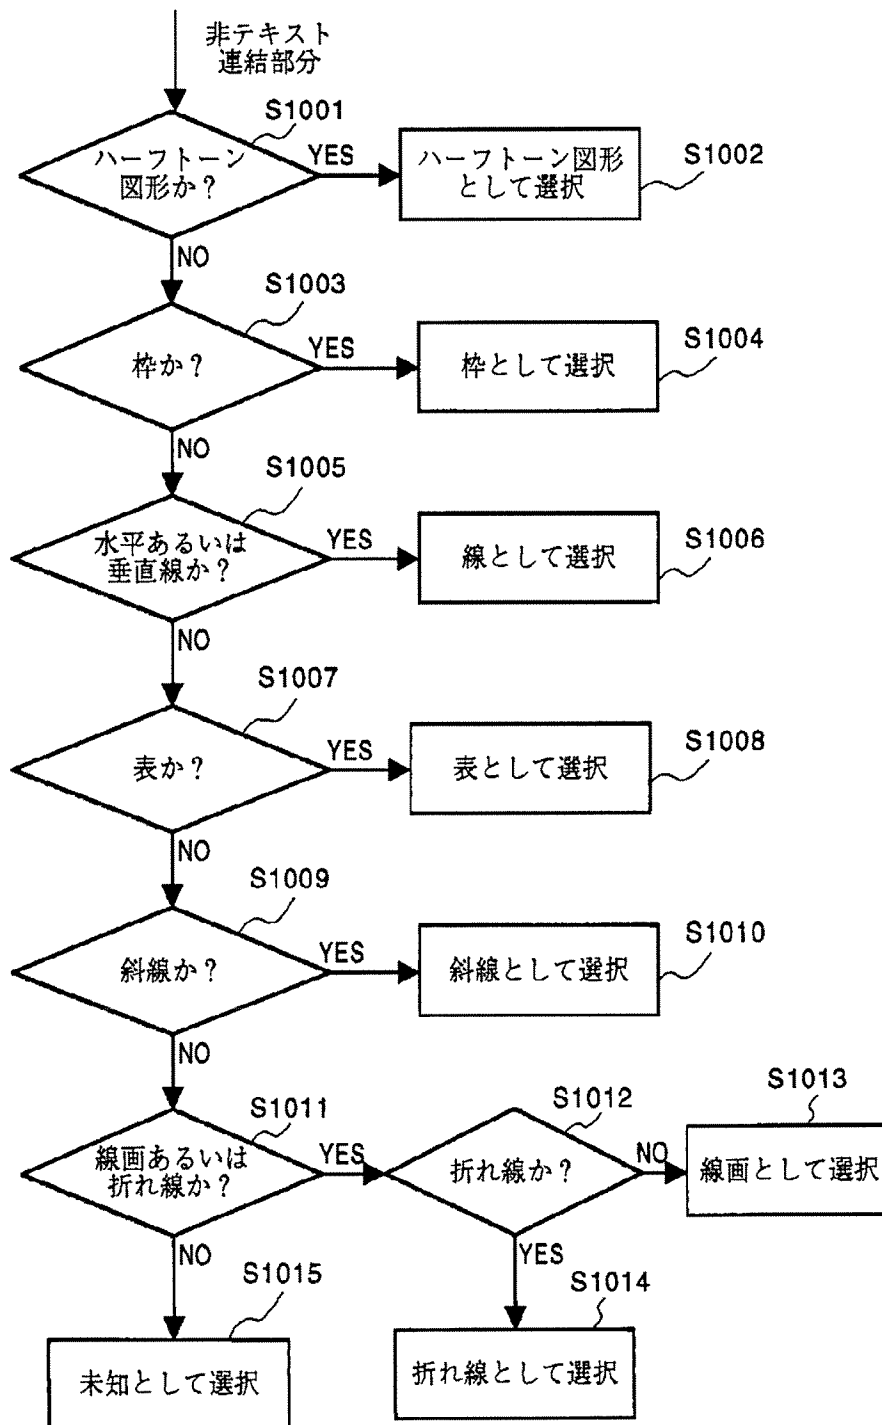 非テキスト
連結部分
S1001
ハーフトーン
図形か？
YES
ハーフトーン図形
として選択
S1002
NO
S1003
枠か？
YES
枠として選択
S1004
NO
S1005
水平あるいは
垂直線か？
YES
線として選択
S1006
NO
S1007
表か？
YES
表として選択
S1008
NO
S1009
斜線か？
YES
斜線として選択
S1010
NO
S1011
線画あるいは
折れ線か？
YES
S1012
折れ線か？
NO
S1013
線画として選択
NO
YES
S1015
未知として選択
S1014
折れ線として選択